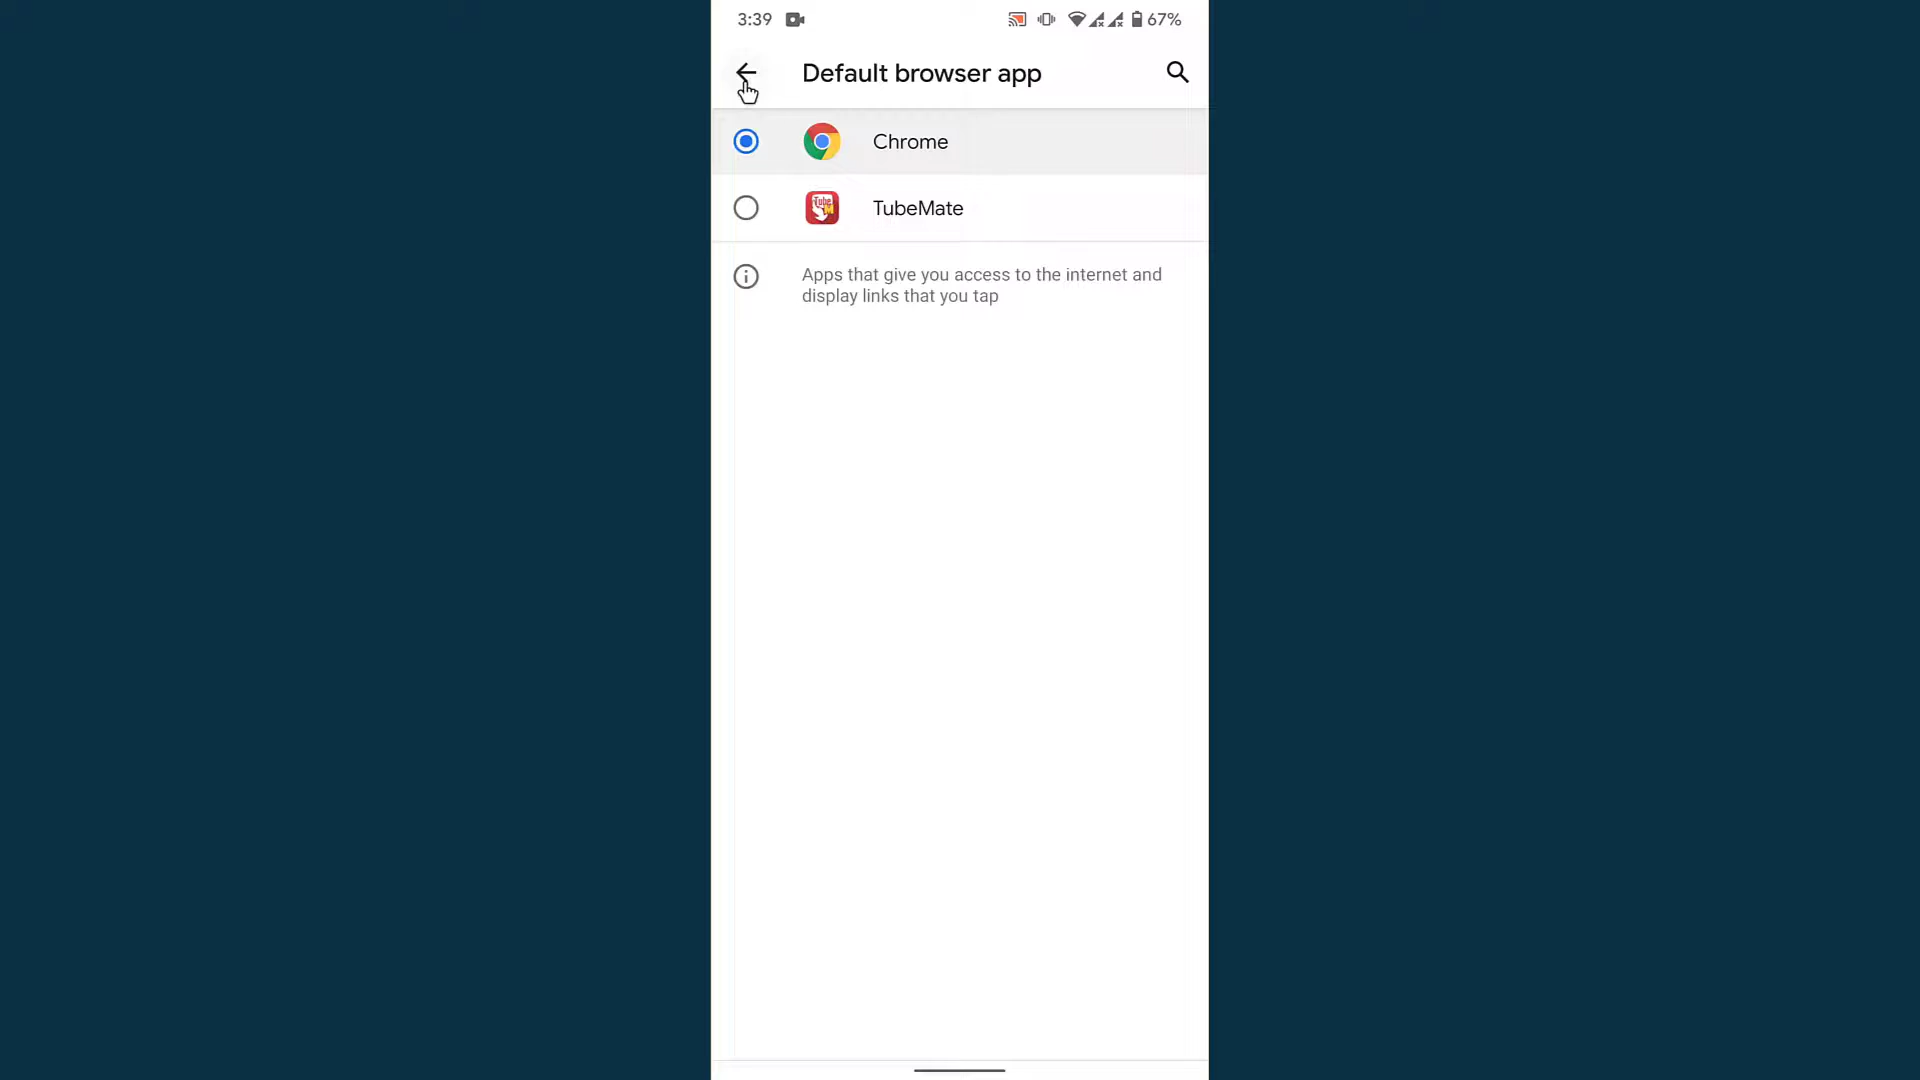 3:39
67%
Default browser app
Chrome
TubeMate
Apps that give you access to the internet and
display links that you tap